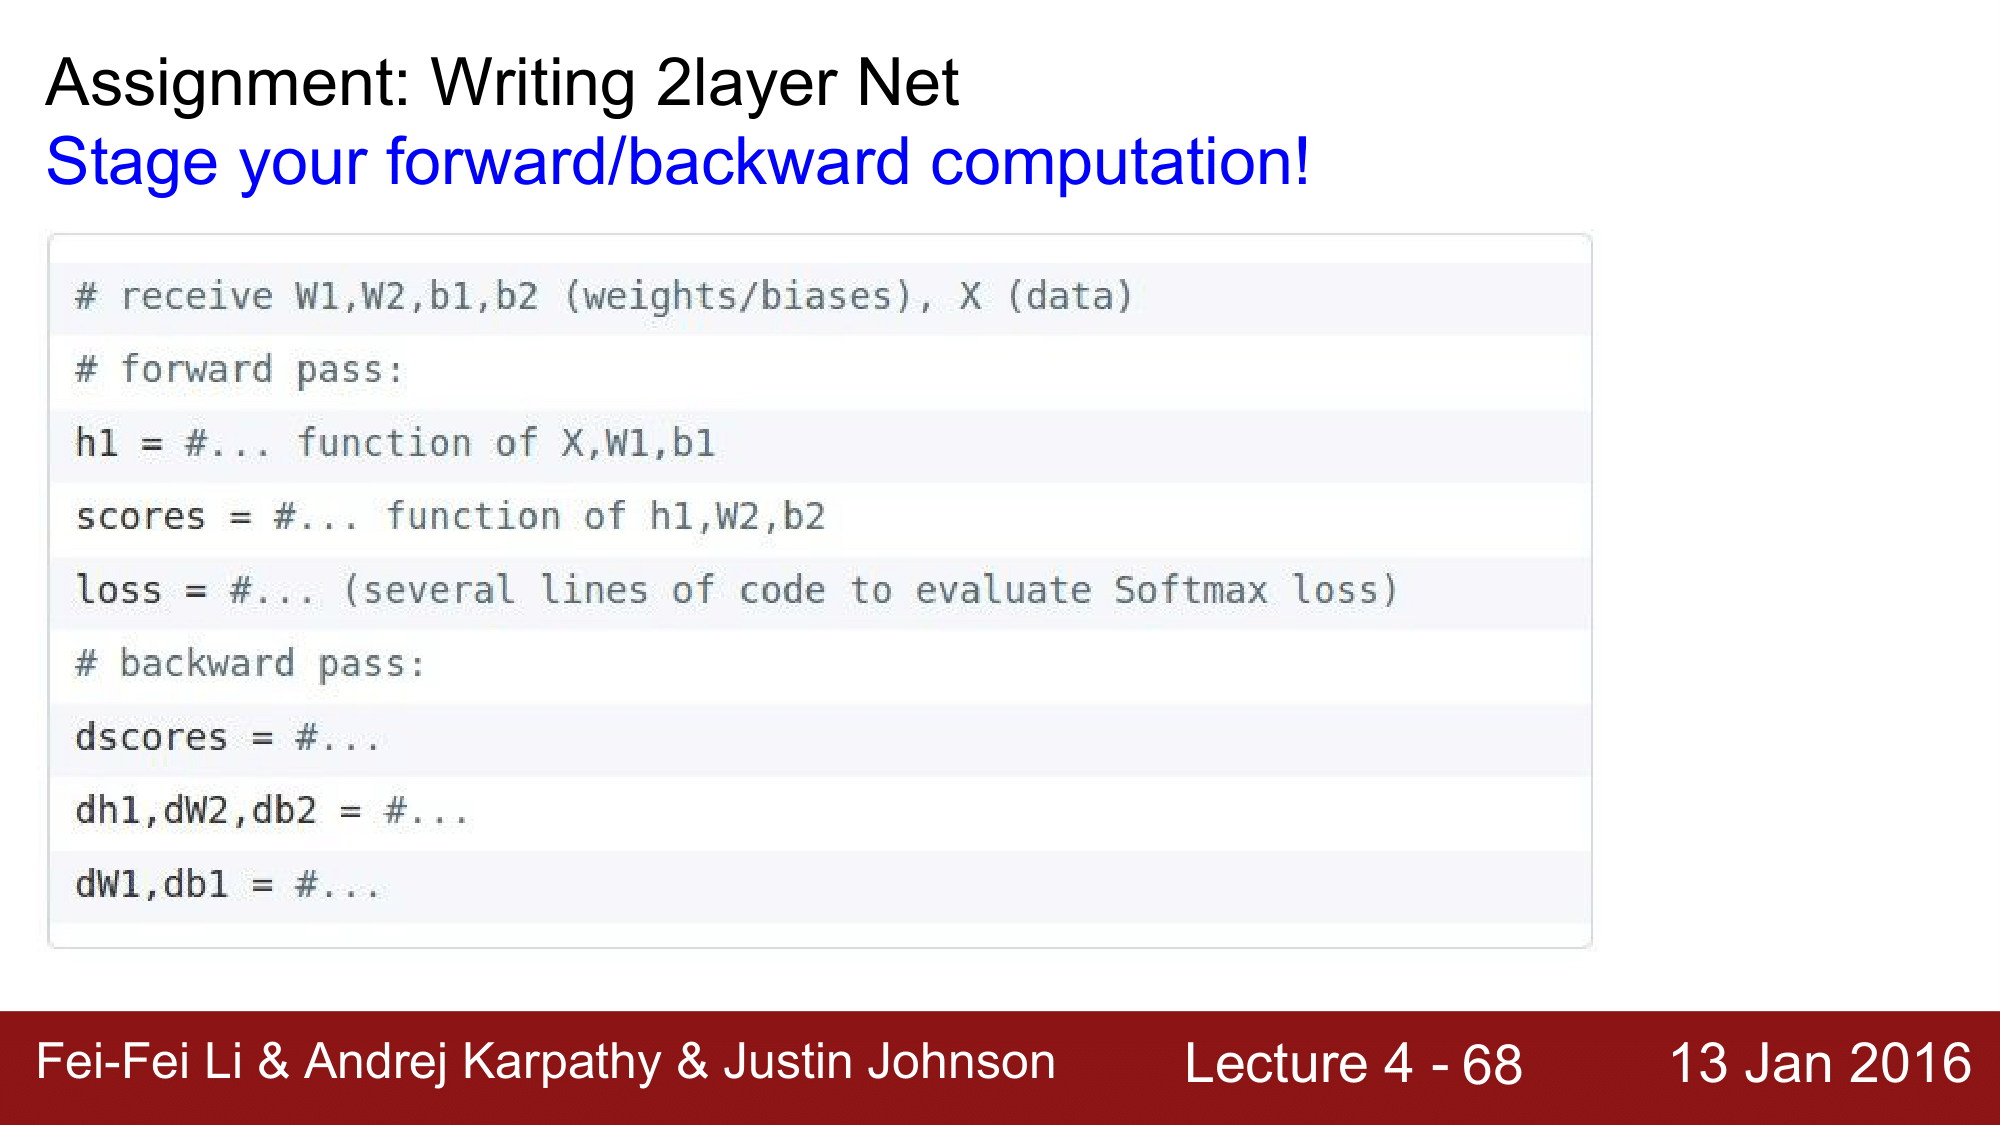 Assignment: Writing 2layer Net
Stage your forward/backward computation!
# receive W1,W2,b1,b2 (weights/biases), X (data)
# forward pass:
h1 = #... function of X,W1,b1
scores = #... function of h1,W2,b2
loss = #... (several lines of code to evaluate Softmax loss)
# backward pass:
dscores = #...
dh1,dW2,db2 = #...
dW1,db1 = #...
Fei-Fei Li & Andrej Karpathy & Justin Johnson Lecture 4 - 68 13 Jan 2016